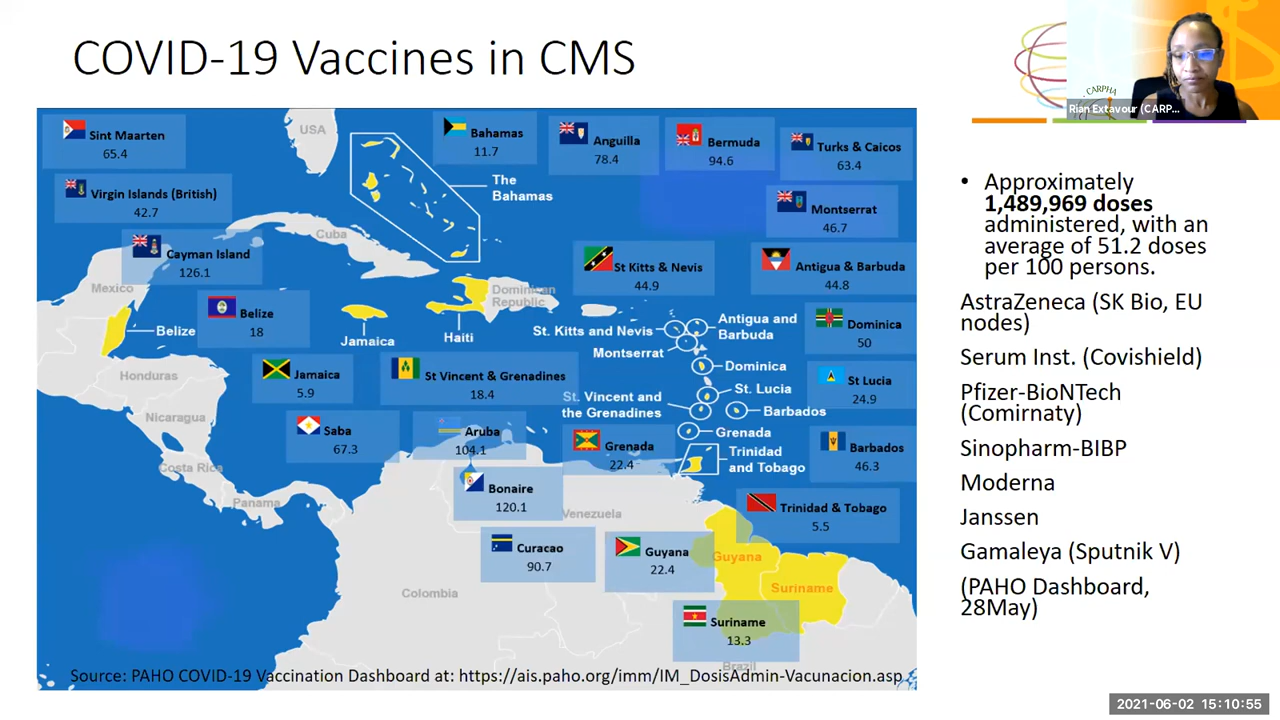 COVID-19 Vaccines in CMS
CARPHA
Rian Extavour (CARP...
Sint Maarten
65.4
USA
Bahamas
11.7
Anguilla
78.4
Bermuda
94.6
Turks & Caicos
63.4
Virgin Islands (British)
42.7
The
Bahamas
Montserrat
46.7
Cuba
Cayman Island
126.1
St Kitts & Nevis
44.9
Antigua & Barbuda
44.8
Mexico
Dominican
Republic
Belize
18
Belize
Jamaica
Haiti
St. Kitts and Nevis
Antigua and
Barbuda
Montserrat
Dominica
50
Honduras
Jamaica
5.9
St Vincent & Grenadines
18.4
Dominica
St. Lucia
St Lucia
24.9
Nicaragua
St. Vincent and
the Grenadines
Barbados
Saba
67.3
Aruba
104.1
Grenada
22.4
Grenada
Barbados
46.3
Costa Rica
Trinidad
and Tobago
Panama
Bonaire
120.1
Venezuela
Trinidad & Tobago
5.5
Curacao
90.7
Guyana
22.4
Guyana
Colombia
Suriname
Suriname
13.3
Brazil
Source: PAHO COVID-19 Vaccination Dashboard at: https://ais.paho.org/imm/IM_DosisAdmin-Vacunacion.asp
• Approximately
1,489,969 doses
administered, with an
average of 51.2 doses
per 100 persons.
AstraZeneca (SK Bio, EU
nodes)
Serum Inst. (Covishield)
Pfizer-BioNTech
(Comirnaty)
Sinopharm-BIBP
Moderna
Janssen
Gamaleya (Sputnik V)
(PAHO Dashboard,
28May)
2021-06-02 15:10:55